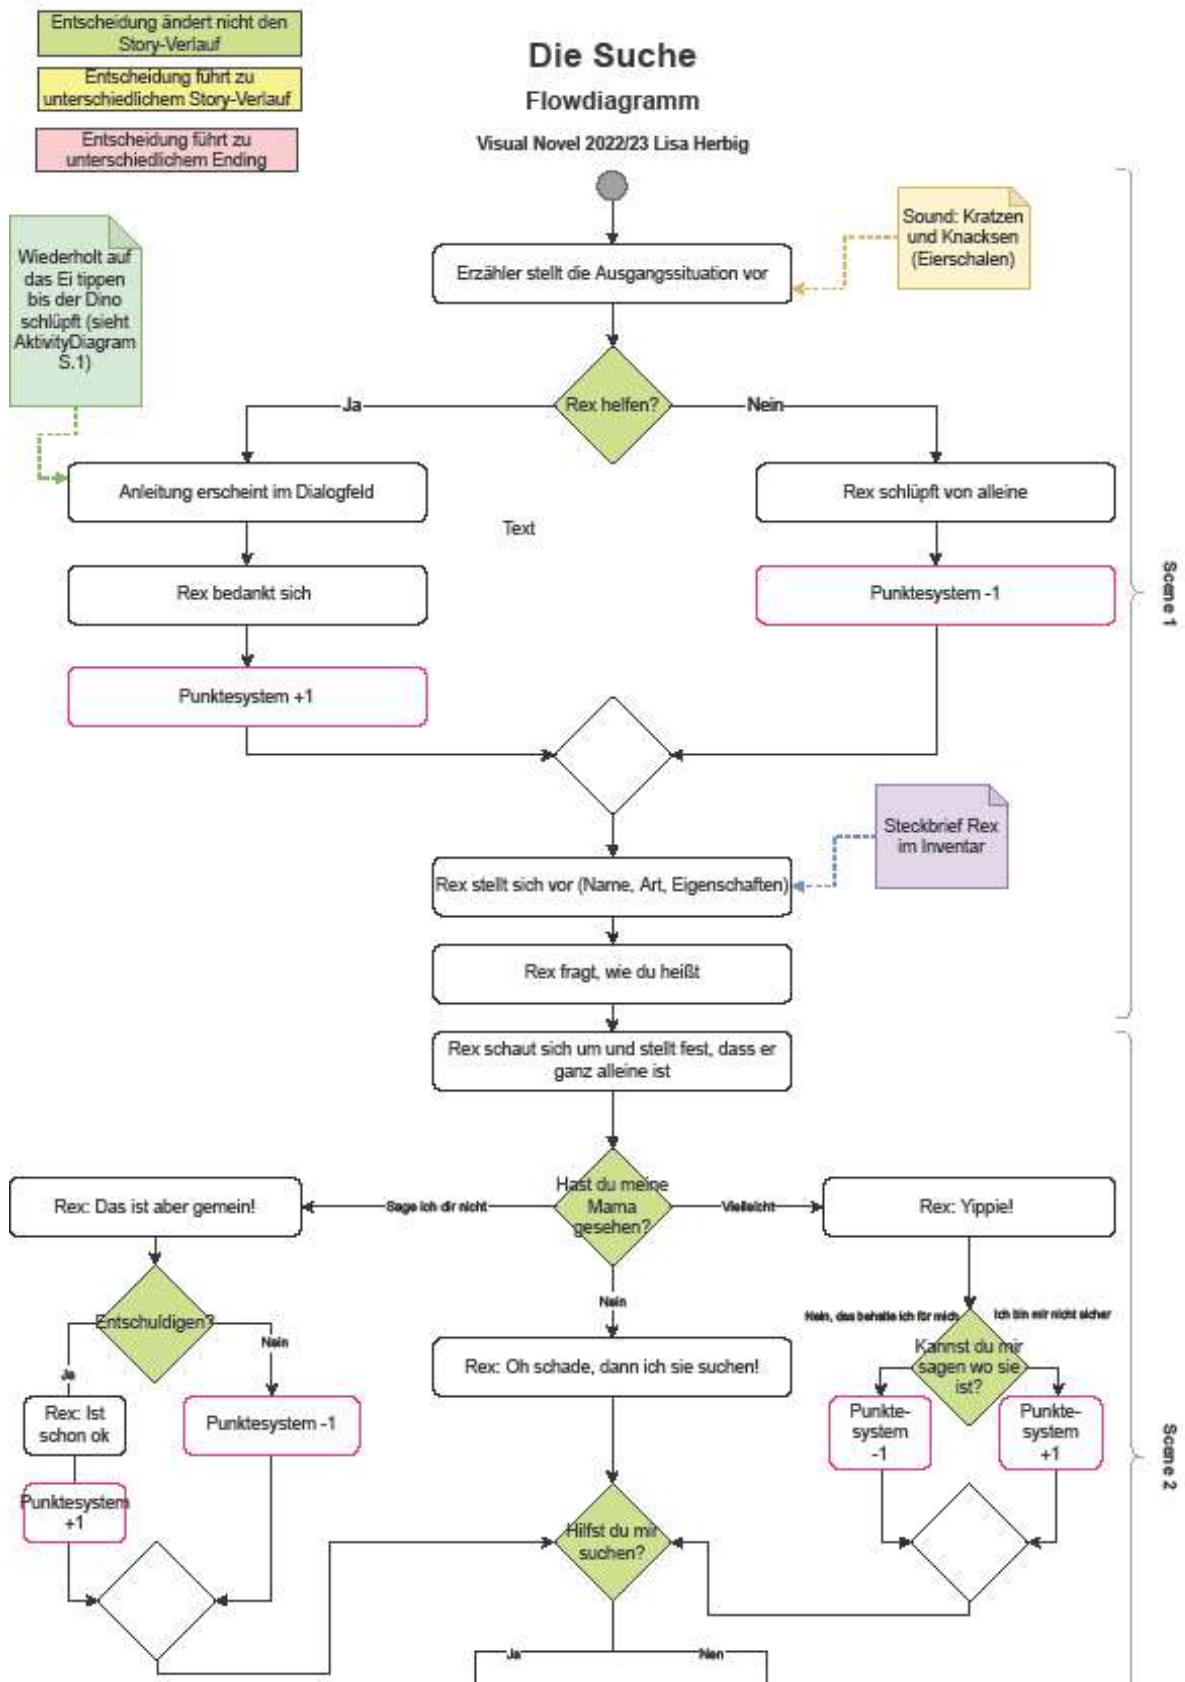 Entscheidung ändert nicht den
Story-Verlauf
Entscheidung führt zu
unterschiedlichem Story-Verlauf
Entscheidung führt zu
unterschiedlichem Ending
Die Suche
Flowdiagramm
Visual Novel 2022/23 Lisa Herbig
Sound: Kratzen
und Knacksen
(Eierschalen)
Wiederholt auf
das Ei tippen
bis der Dino
schlüpft (sieht
AktivityDiagram
S.1)
Erzähler stellt die Ausgangssituation vor
Rex helfen?
Ja
Nein
Anleitung erscheint im Dialogfeld
Rex schlüpft von alleine
Text
Rex bedankt sich
Punktesystem -1
Punktesystem +1
Scene 1
Steckbrief Rex
im Inventar
Rex stellt sich vor (Name, Art, Eigenschaften)
Rex fragt, wie du heißt
Rex schaut sich um und stellt fest, dass er
ganz alleine ist
Hast du meine
Mama
gesehen?
Sage ich dir nicht
Vielleicht
Nein
Rex: Das ist aber gemein!
Rex: Yippie!
Entschuldigen?
Ja
Nein
Rex: Oh schade, dann ich sie suchen!
Nein, das behalte ich für mich
Ich bin mir nicht sicher
Kannst du mir
sagen wo sie
ist?
Rex: Ist
schon ok
Punktesystem -1
Punkte-
system
-1
Punkte-
system
+1
Punktesystem
+1
Scene 2
Hilfst du mir
suchen?
Ja
Nen